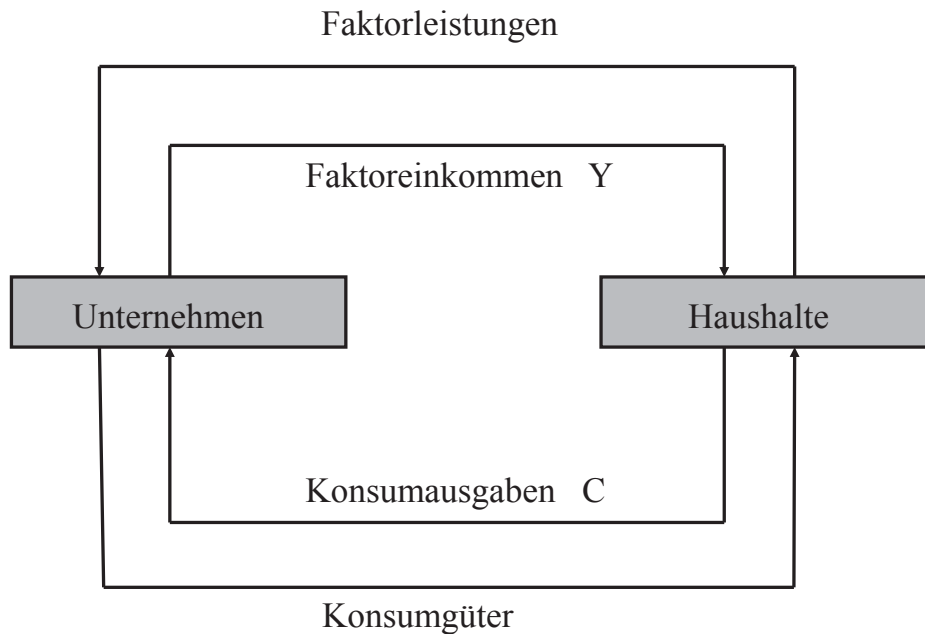 Faktorleistungen
Faktoreinkommen Y
Unternehmen
Haushalte
Konsumausgaben C
Konsumgüter